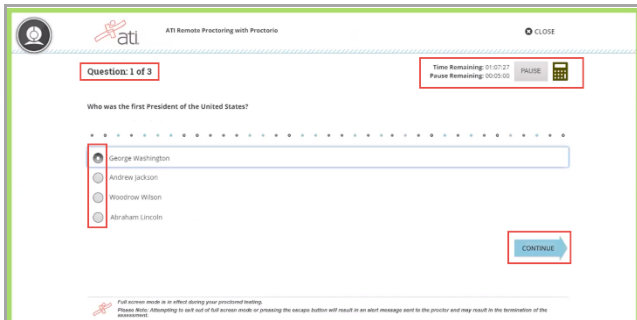 ati
ATI Remote Proctoring with Proctorio
CLOSE
Question: 1 of 3
Time Remaining: 01:07:27
Pause Remaining: 00:05:00
PAUSE
Who was the first President of the United States?
George Washington
Andrew Jackson
Woodrow Wilson
Abraham Lincoln
CONTINUE
Full screen mode is in effect during your proctored testing.
Please Note: Attempting to exit out of full screen mode or pressing the escape button will result in an alert message sent to the proctor and may result in the termination of the
assessment.